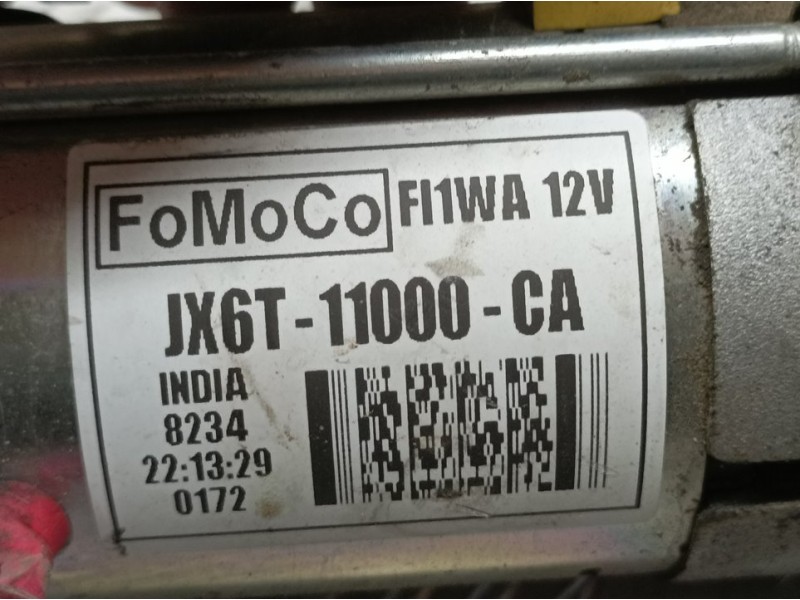 FoMoCo FI1WA 12V
JX6T-11000-CA
INDIA
8234
22:13:29
0172